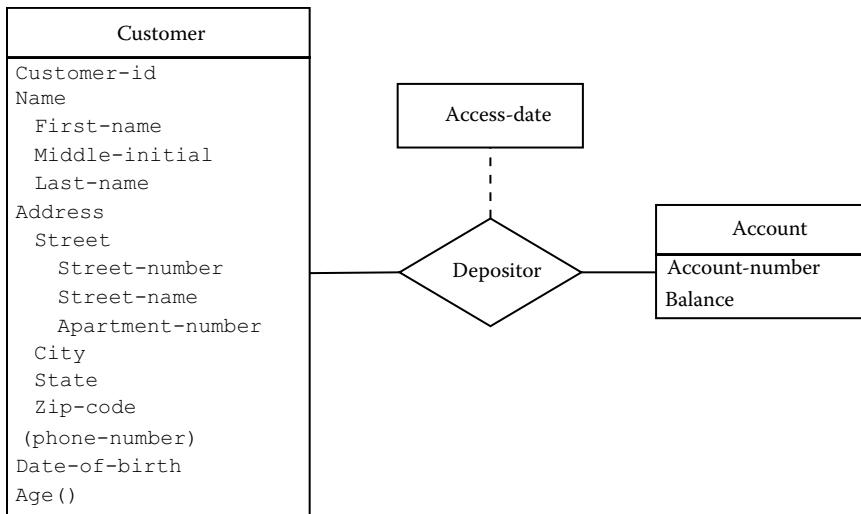 Customer
Customer-id
Name
First-name
Middle-initial
Last-name
Address
Street
Street-number
Street-name
Apartment-number
City
State
Zip-code
(phone-number)
Date-of-birth
Age()
Access-date
Depositor
Account
Account-number
Balance